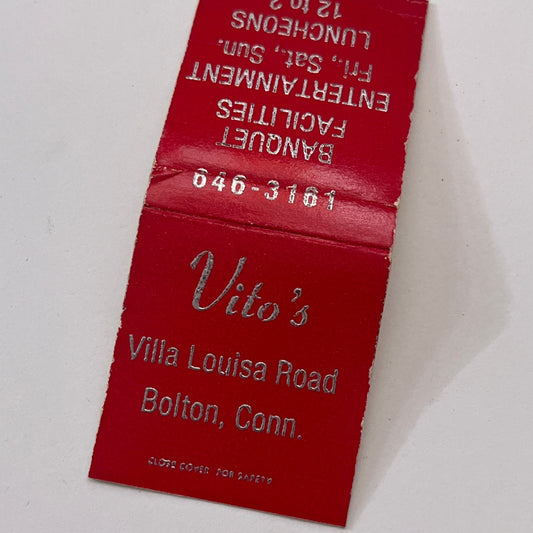 Vito's
Villa Louisa Road
Bolton, Conn.
CLOSE COVER FOR SAFETY
646-3161
BANQUET
FACILITIES
ENTERTAINMENT
Fri., Sat., Sun.
LUNCHEONS
12 to 2